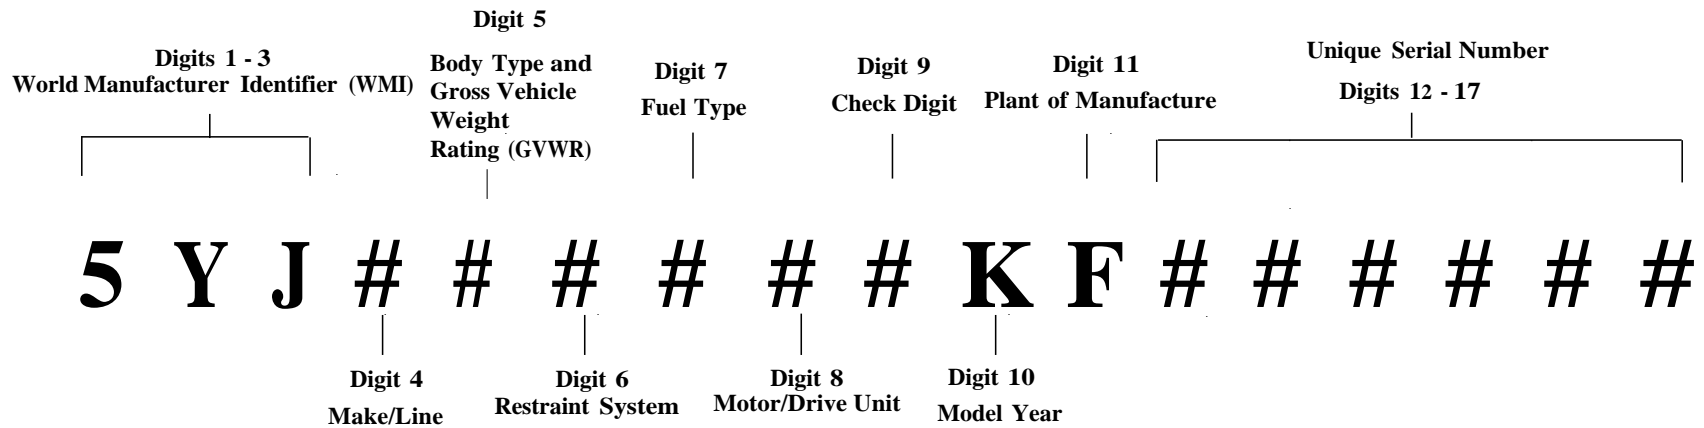 Digits 1 - 3
World Manufacturer Identifier (WMI)
Digit 5
Body Type and
Gross Vehicle
Weight
Rating (GVWR)
Digit 7
Fuel Type
Digit 9
Check Digit
Digit 11
Plant of Manufacture
Unique Serial Number
Digits 12 - 17
5 Y J # # # # # # K F # # # # # #
Digit 4
Make/Line
Digit 6
Restraint System
Digit 8
Motor/Drive Unit
Digit 10
Model Year